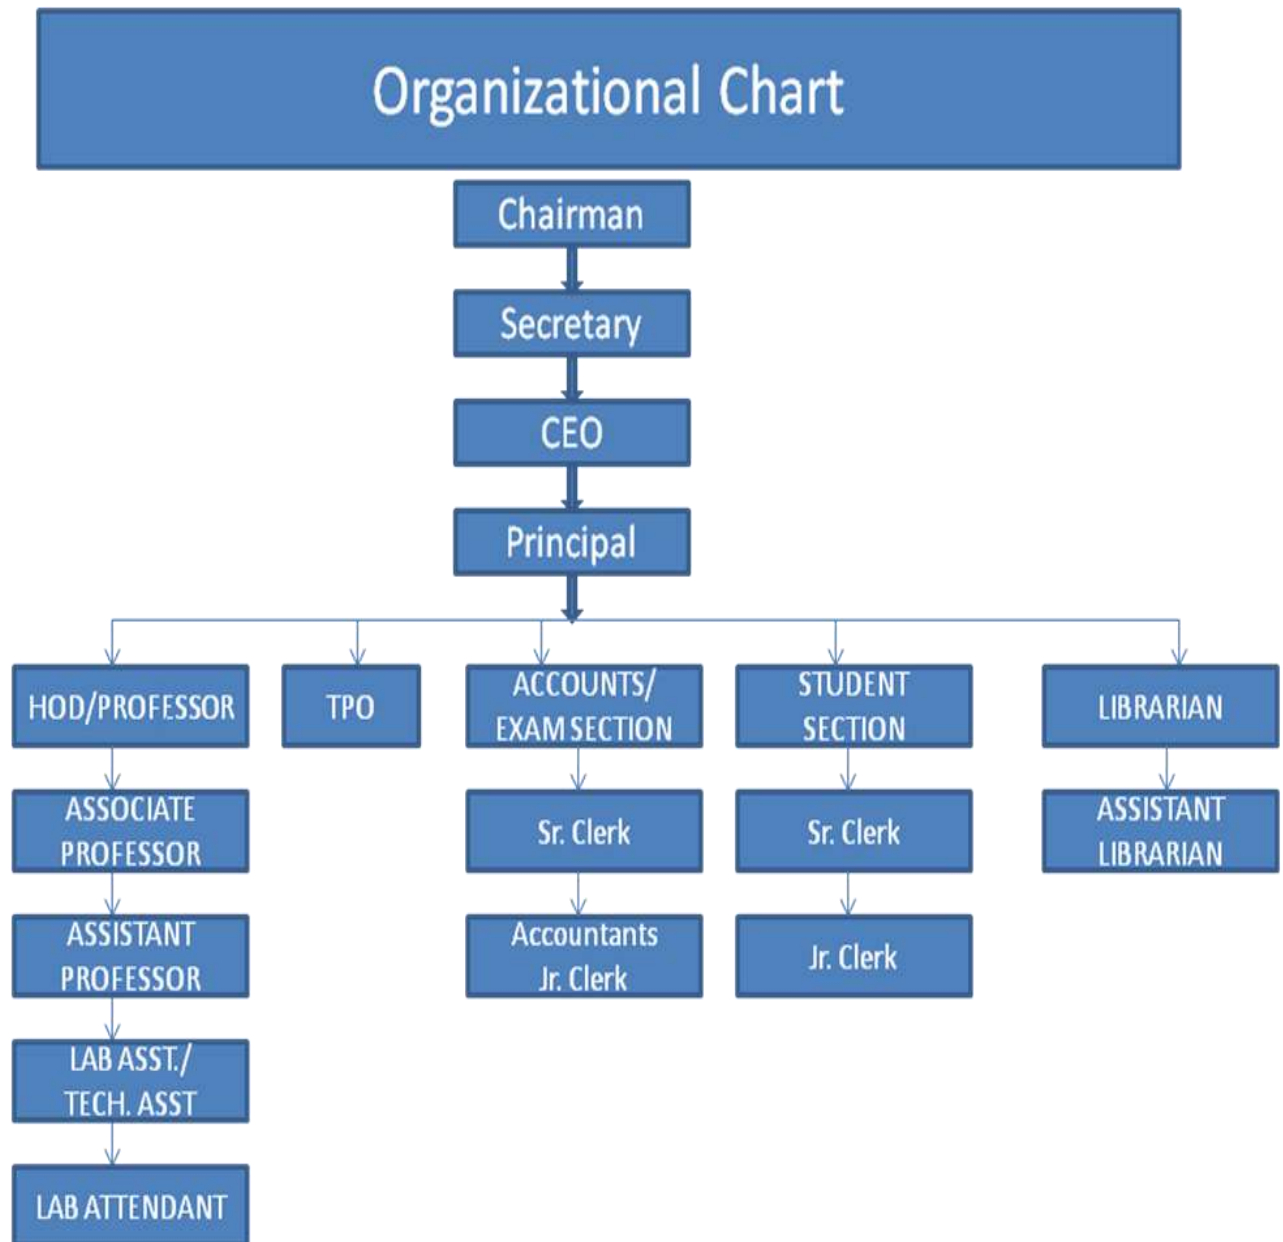 Organizational Chart
Chairman
Secretary
CEO
Principal
HOD/PROFESSOR
TPO
ACCOUNTS/
EXAM SECTION
STUDENT
SECTION
LIBRARIAN
ASSOCIATE
PROFESSOR
Sr. Clerk
Sr. Clerk
ASSISTANT
LIBRARIAN
ASSISTANT
PROFESSOR
Accountants
Jr. Clerk
Jr. Clerk
LAB ASST./
TECH. ASST
LAB ATTENDANT